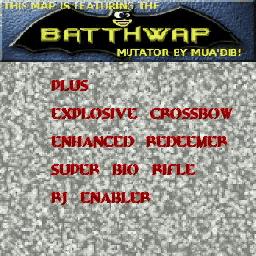 THIS MAP IS FEATURING THE
BATTHWAP
MUTATOR BY MUA'DIB!
PLUS
EXPLOSIVE CROSSBOW
ENHANCED REDEEMER
SUPER BIO RIFLE
RJ ENABLER